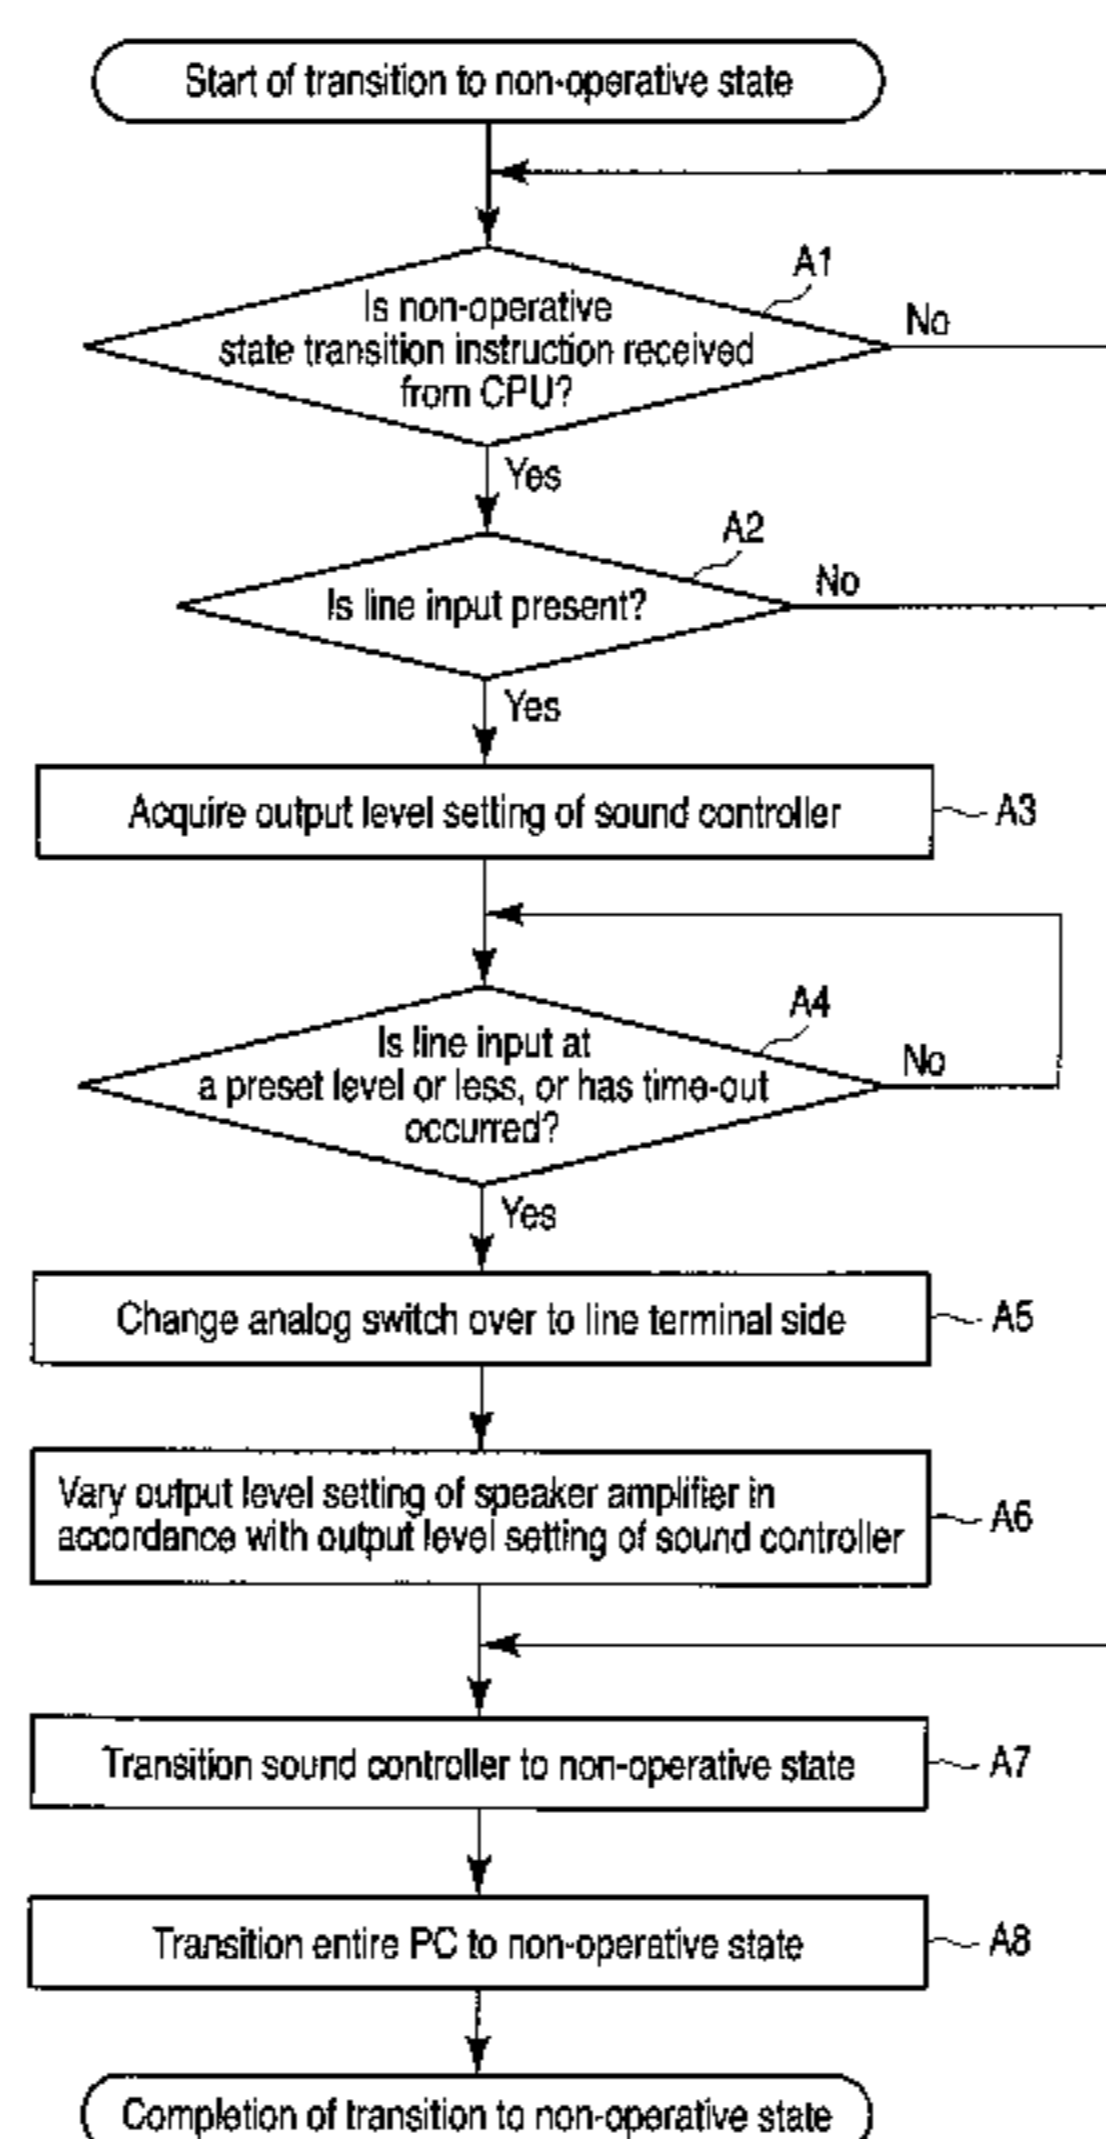 Start of transition to non-operative state
A1
Is non-operative
state transition instruction received
from CPU?
No
Yes
A2
Is line input present?
No
Yes
Acquire output level setting of sound controller
A3
A4
Is line input at
a preset level or less, or has time-out
occurred?
No
Yes
Change analog switch over to line terminal side
A5
Vary output level setting of speaker amplifier in
accordance with output level setting of sound controller
A6
Transition sound controller to non-operative state
A7
Transition entire PC to non-operative state
A8
Completion of transition to non-operative state